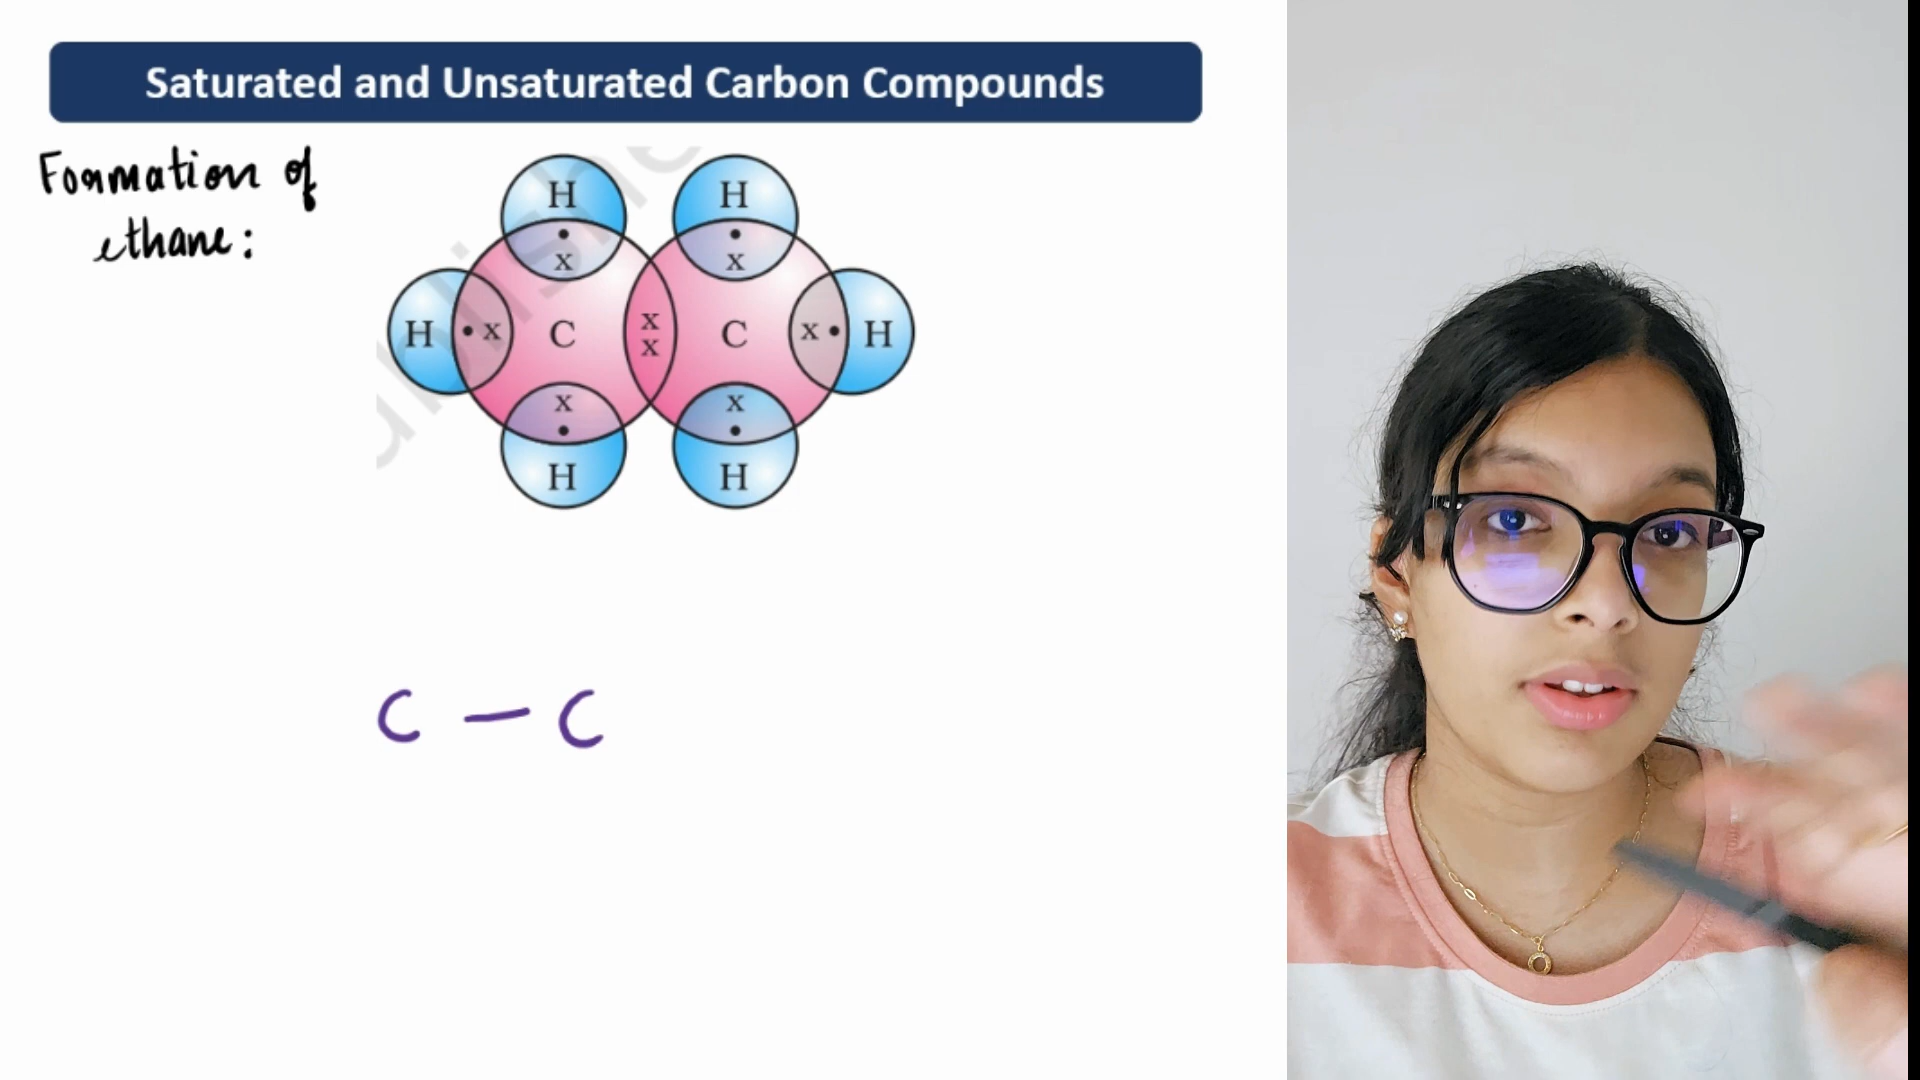 Saturated and Unsaturated Carbon Compounds
Formation of
ethane:
H H
• •
x x
H • x C x x C x • H
x x
• •
H H
C — C